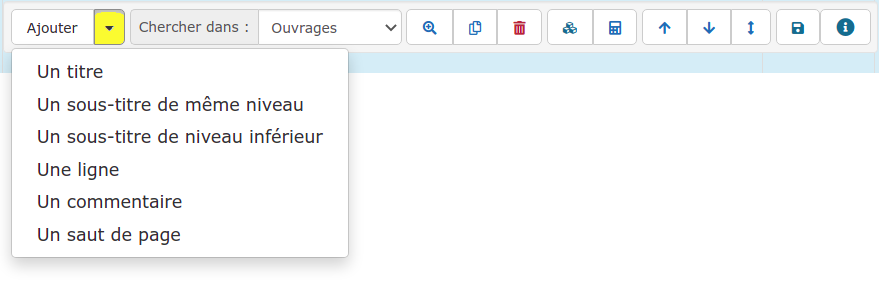 Ajouter Chercher dans : Ouvrages
Un titre
Un sous-titre de même niveau
Un sous-titre de niveau inférieur
Une ligne
Un commentaire
Un saut de page